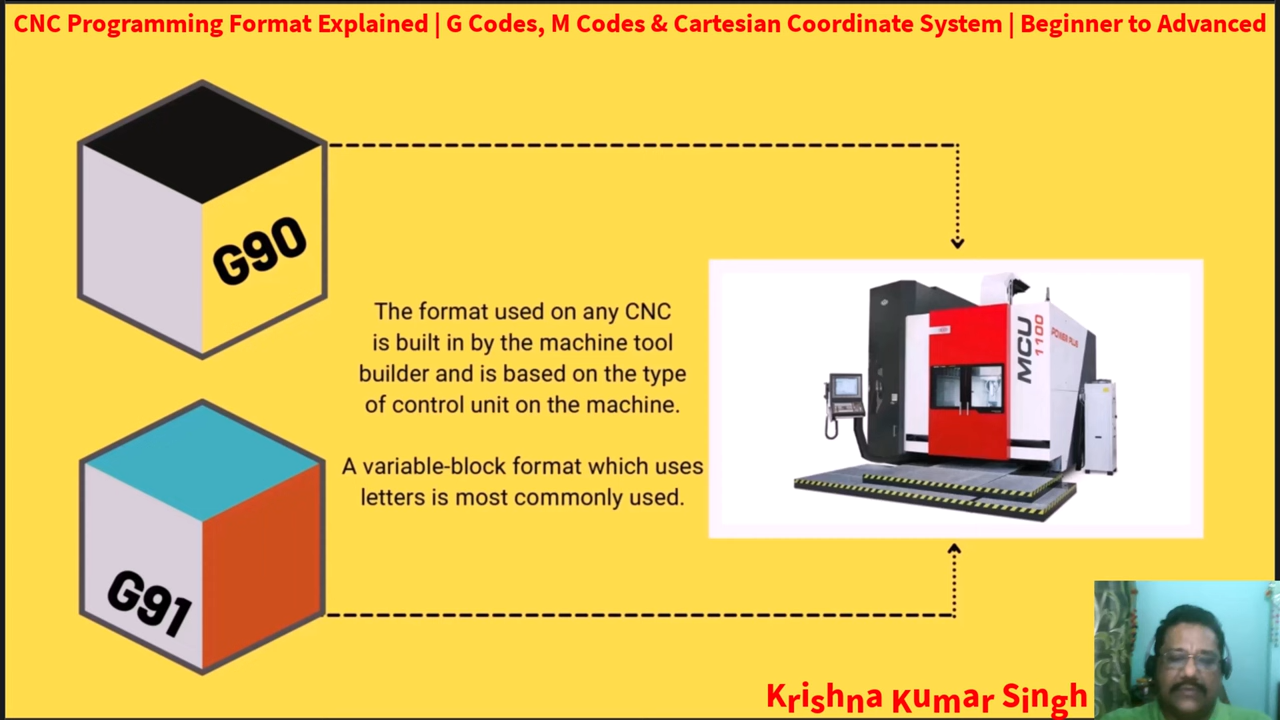 CNC Programming Format Explained | G Codes, M Codes & Cartesian Coordinate System | Beginner to Advanced
G90
The format used on any CNC
is built in by the machine tool
builder and is based on the type
of control unit on the machine.
A variable-block format which uses
letters is most commonly used.
MCU
1100
POWER PLUS
G91
Krishna Kumar Singh